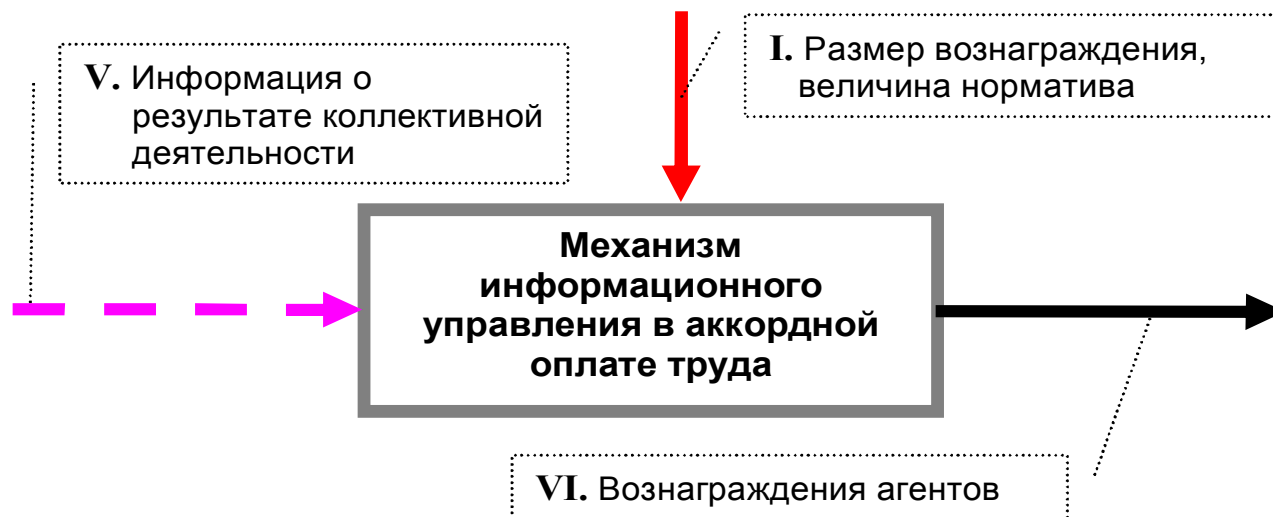 V. Информация о
результате коллективной
деятельности
I. Размер вознаграждения,
величина норматива
Механизм
информационного
управления в аккордной
оплате труда
VI. Вознаграждения агентов